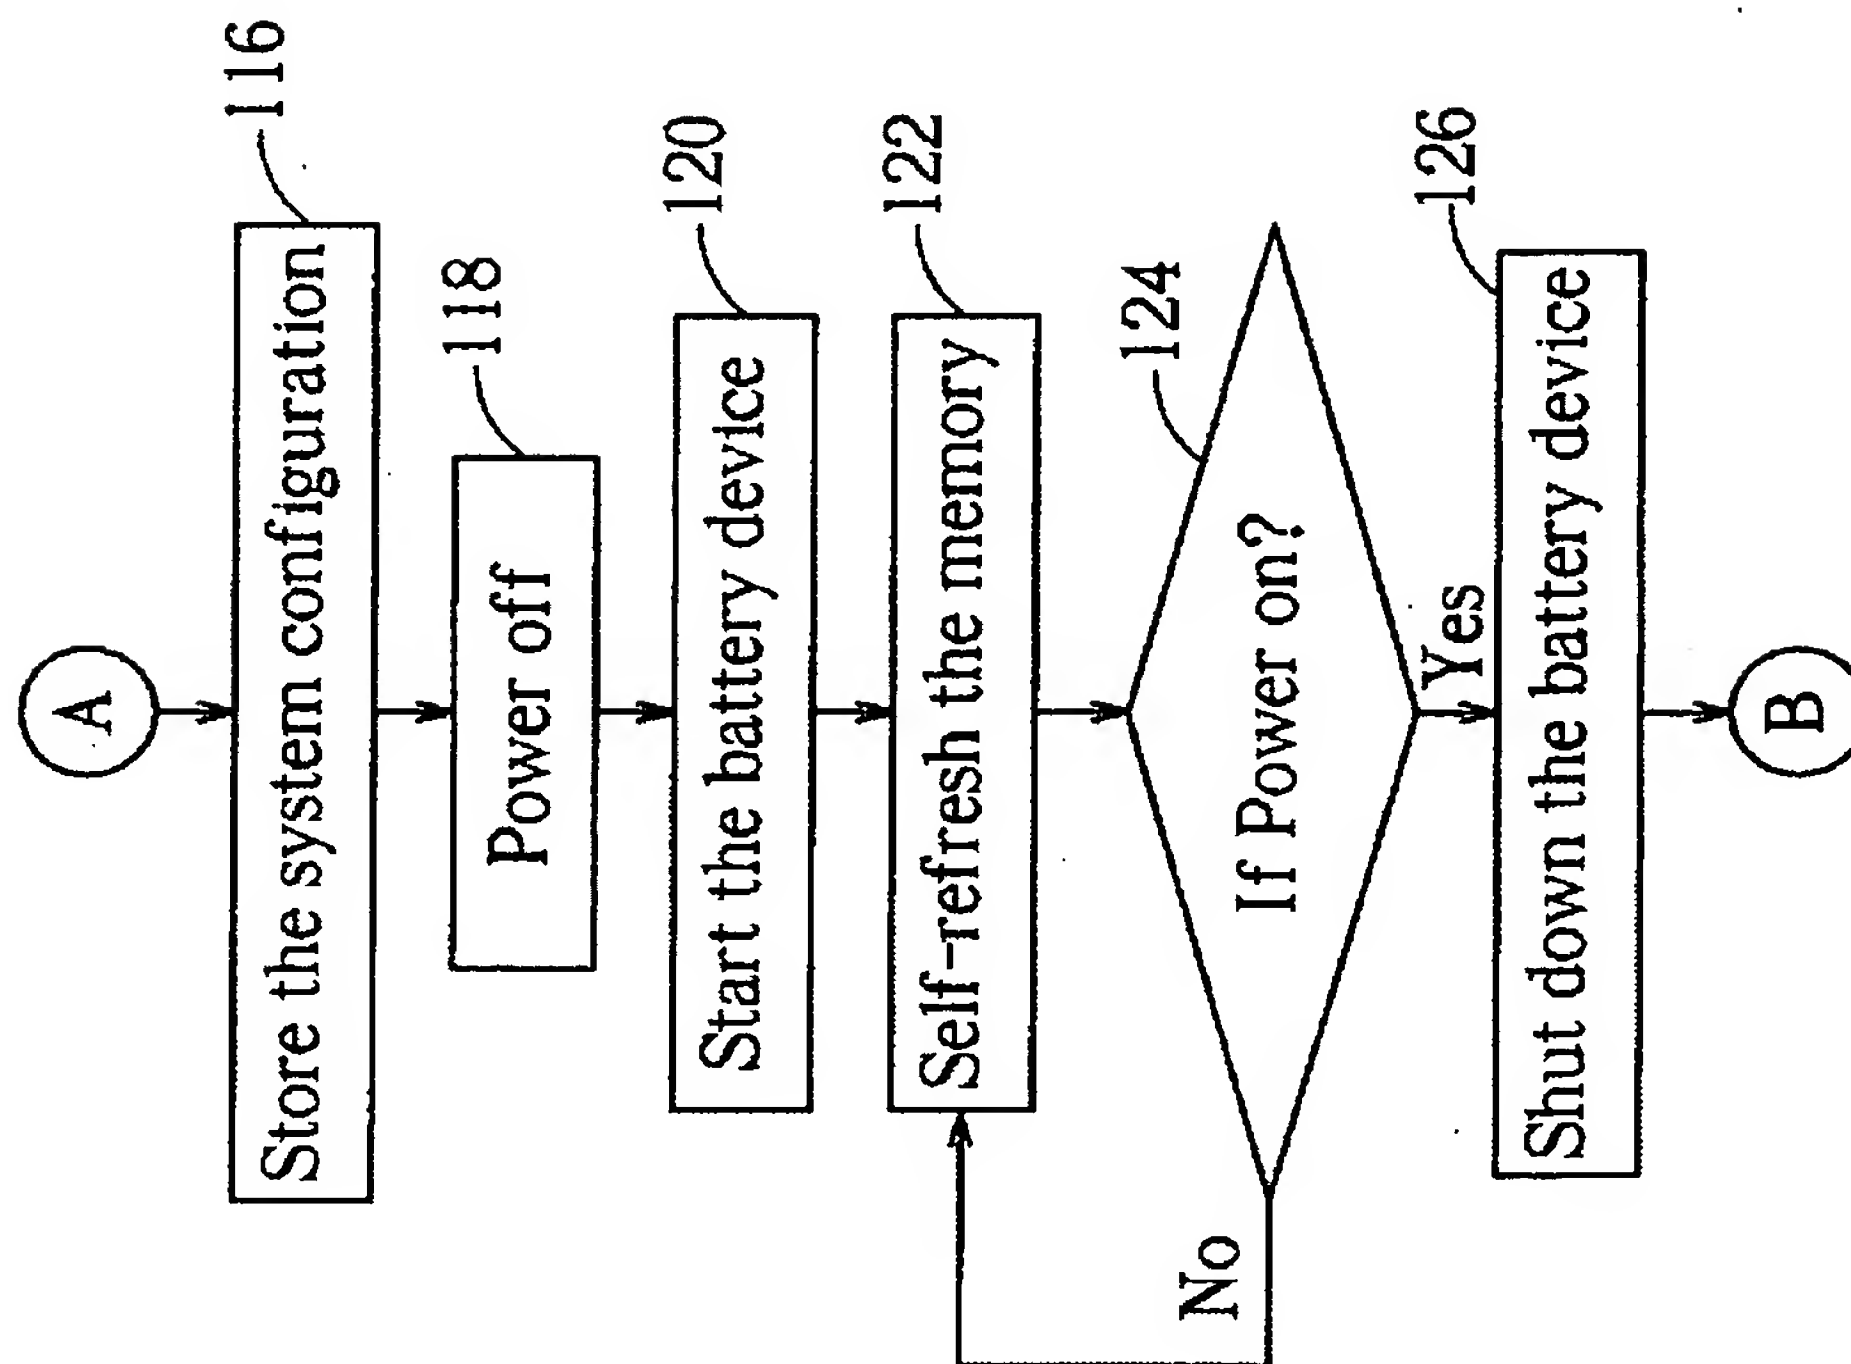 A
Store the system configuration
116
Power off
118
Start the battery device
120
Self-refresh the memory
122
If Power on?
124
No
Yes
Shut down the battery device
126
B